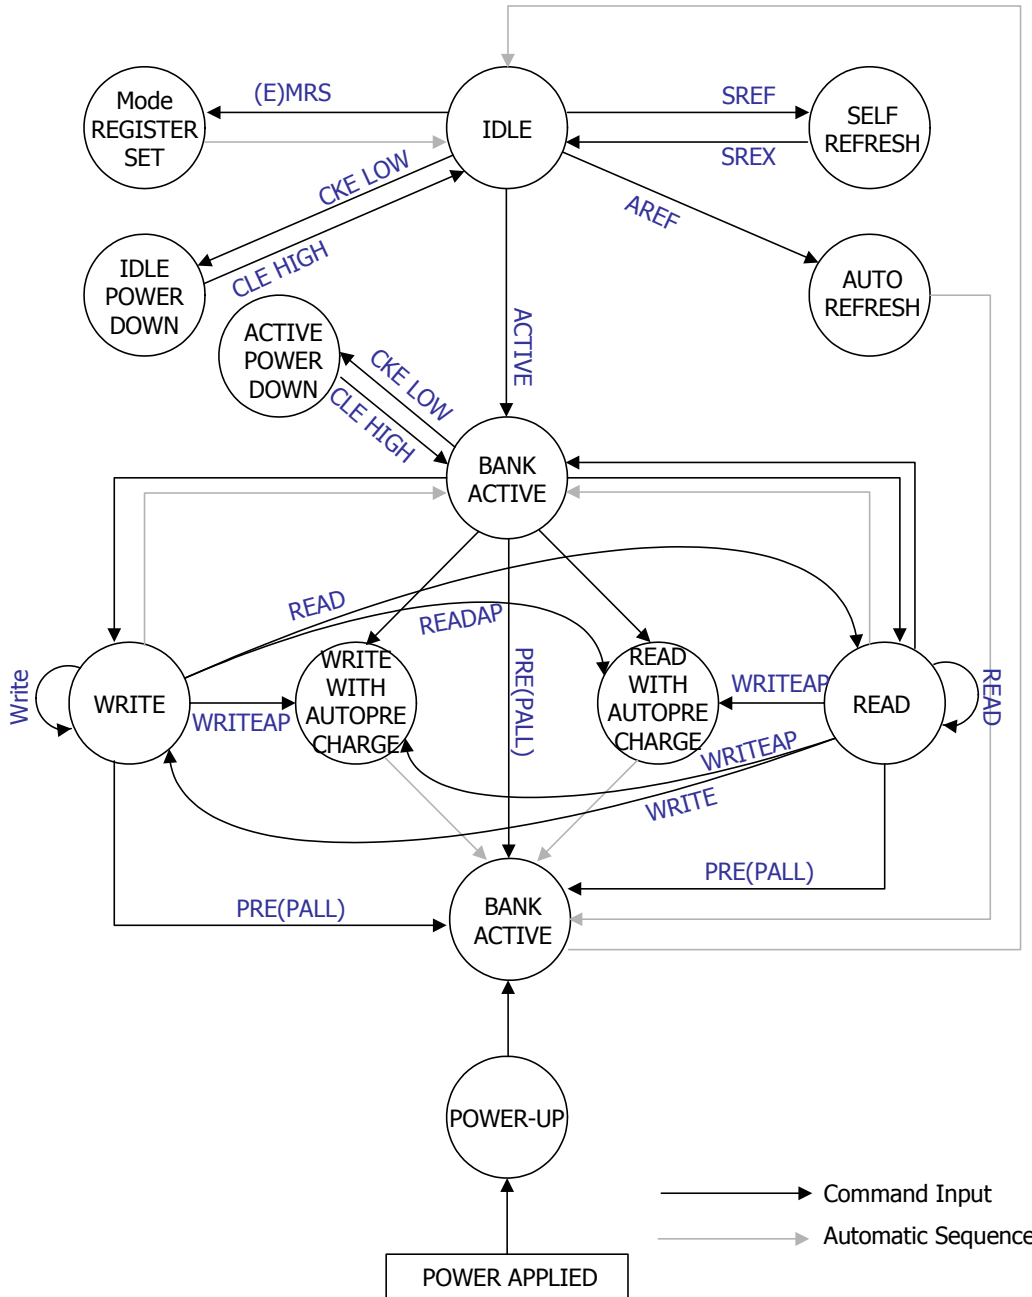 (E)MRS
SREF
Mode
REGISTER
SET
IDLE
SELF
REFRESH
SREX
CKE LOW
AREF
CLE HIGH
IDLE
POWER
DOWN
AUTO
REFRESH
ACTIVE
POWER
DOWN
ACTIVE
CKE LOW
CLE HIGH
BANK
ACTIVE
READ
READAP
PRE(PALL)
Write
WRITE
WRITEAP
WRITE
WITH
AUTOPRE
CHARGE
READ
WITH
AUTOPRE
CHARGE
WRITEAP
READ
READ
WRITEAP
WRITE
PRE(PALL)
PRE(PALL)
BANK
ACTIVE
POWER-UP
Command Input
Automatic Sequence
POWER APPLIED